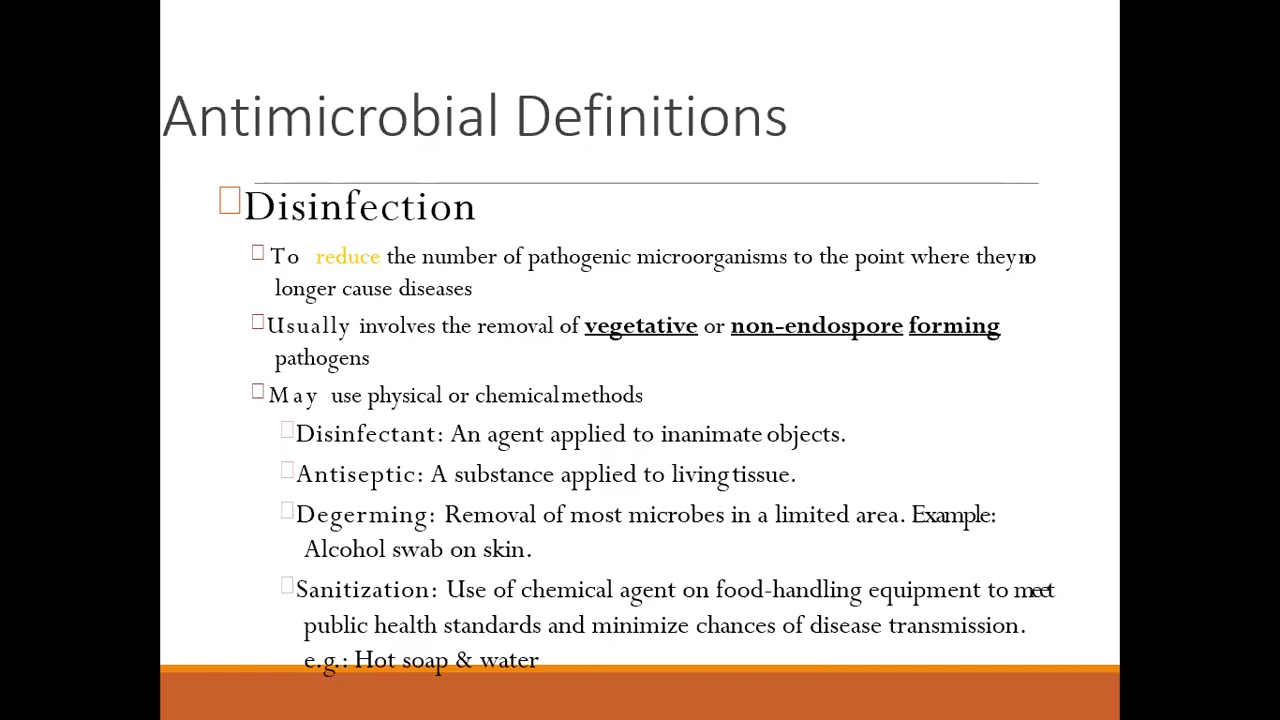 Antimicrobial Definitions
Disinfection
To reduce the number of pathogenic microorganisms to the point where they no
longer cause diseases
Usually involves the removal of vegetative or non-endospore forming
pathogens
May use physical or chemical methods
Disinfectant: An agent applied to inanimate objects.
Antiseptic: A substance applied to living tissue.
Degerming: Removal of most microbes in a limited area. Example:
Alcohol swab on skin.
Sanitization: Use of chemical agent on food-handling equipment to meet
public health standards and minimize chances of disease transmission.
e.g.: Hot soap & water